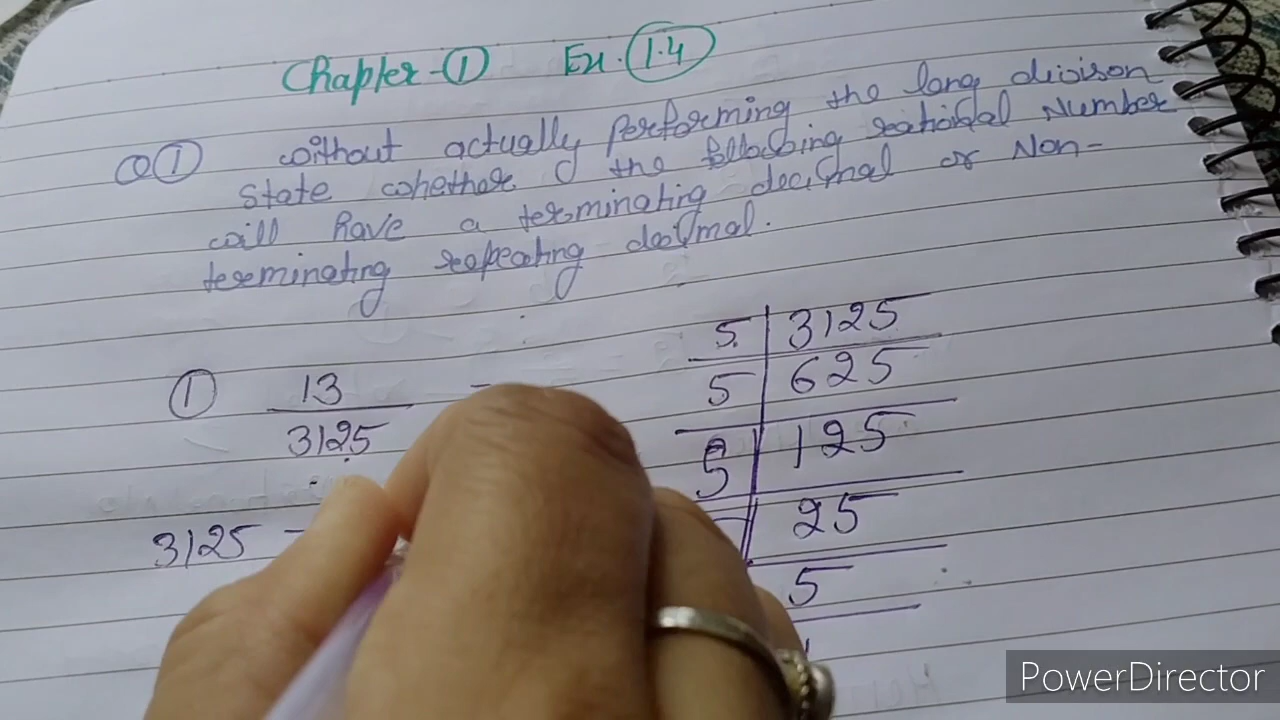 Chapter-① Ex. 1.4
Q① without actually performing the long divison
State whether the following rational Number
will have a terminating decimal or Non-
terminating repeating decimal.
① 13
3125
3125 =
5 3125
5 625
5 125
25
5
1
PowerDirector